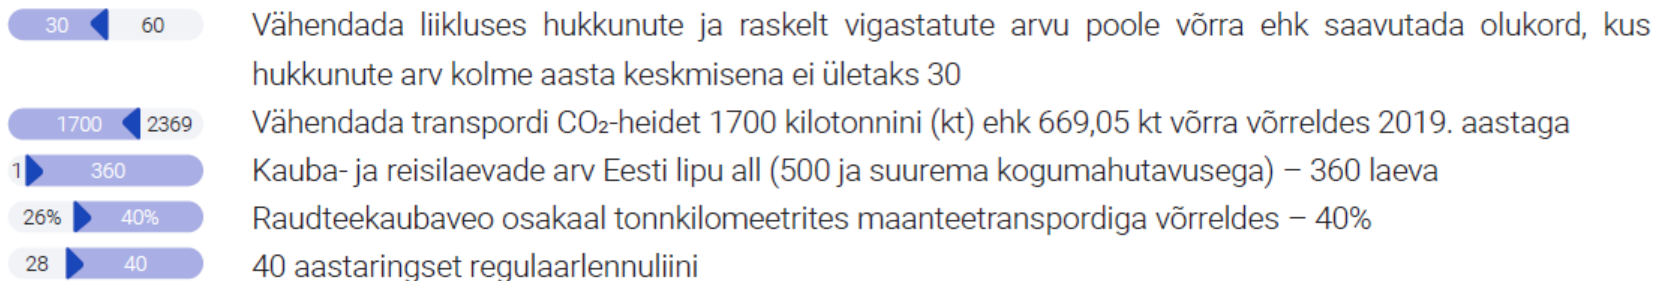 30 60 Vähendada liikluses hukkunute ja raskelt vigastatute arvu poole võrra ehk saavutada olukord, kus
hukkunute arv kolme aasta keskmisena ei ületaks 30
1700 2369 Vähendada transpordi CO₂-heidet 1700 kilotonnini (kt) ehk 669,05 kt võrra võrreldes 2019. aastaga
1 360 Kauba- ja reisilaevade arv Eesti lipu all (500 ja suurema kogumahutavusega) – 360 laeva
26% 40% Raudteekaubaveo osakaal tonnkilomeetrites maanteetranspordiga võrreldes – 40%
28 40 40 aastaringset regulaarlennuliini